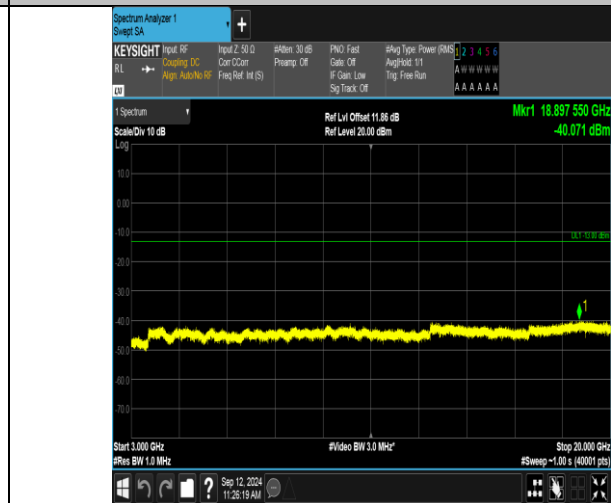 Spectrum Analyzer 1
Swept SA
+
KEYSIGHT Input: RF Input Z: 50 Ω #Atten: 30 dB PNO: Fast #Avg Type: Power (RMS 1 2 3 4 5 6
RL Coupling: DC Corr CCorr Preamp: Off Gate: Off Avg|Hold: 1/1 A W W W W W
Align: Auto/No RF Freq Ref: Int (S) IF Gain: Low Trig: Free Run
Sig Track: Off A A A A A A
1 Spectrum
Ref Lvl Offset 11.86 dB Mkr1 18.897 550 GHz
Scale/Div 10 dB Ref Level 20.00 dBm -40.071 dBm
Log
10.0
0.00
-10.0
DL1 -13.00 dBm
-20.0
-30.0
1
-40.0
-50.0
-60.0
-70.0
Start 3.000 GHz #Video BW 3.0 MHz* Stop 20.000 GHz
#Res BW 1.0 MHz #Sweep ~1.00 s (40001 pts)
? Sep 12, 2024
11:26:19 AM